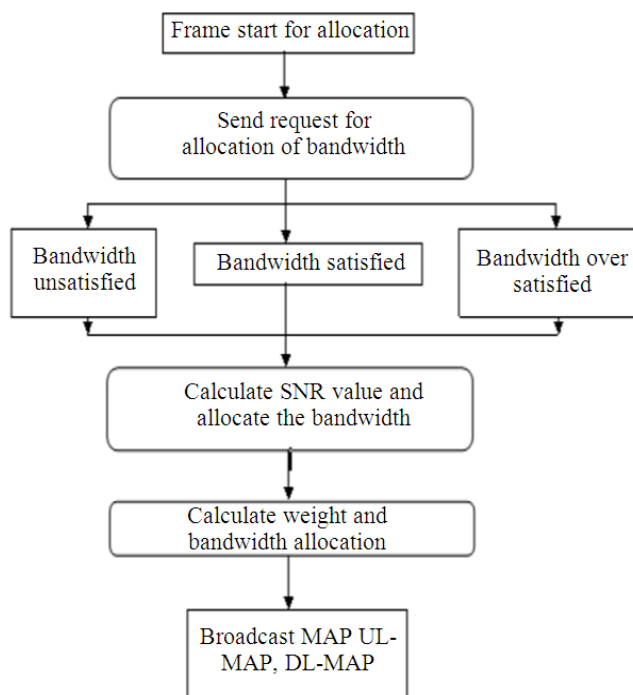 Frame start for allocation
Send request for
allocation of bandwidth
Bandwidth
unsatisfied
Bandwidth satisfied
Bandwidth over
satisfied
Calculate SNR value and
allocate the bandwidth
Calculate weight and
bandwidth allocation
Broadcast MAP UL-
MAP, DL-MAP